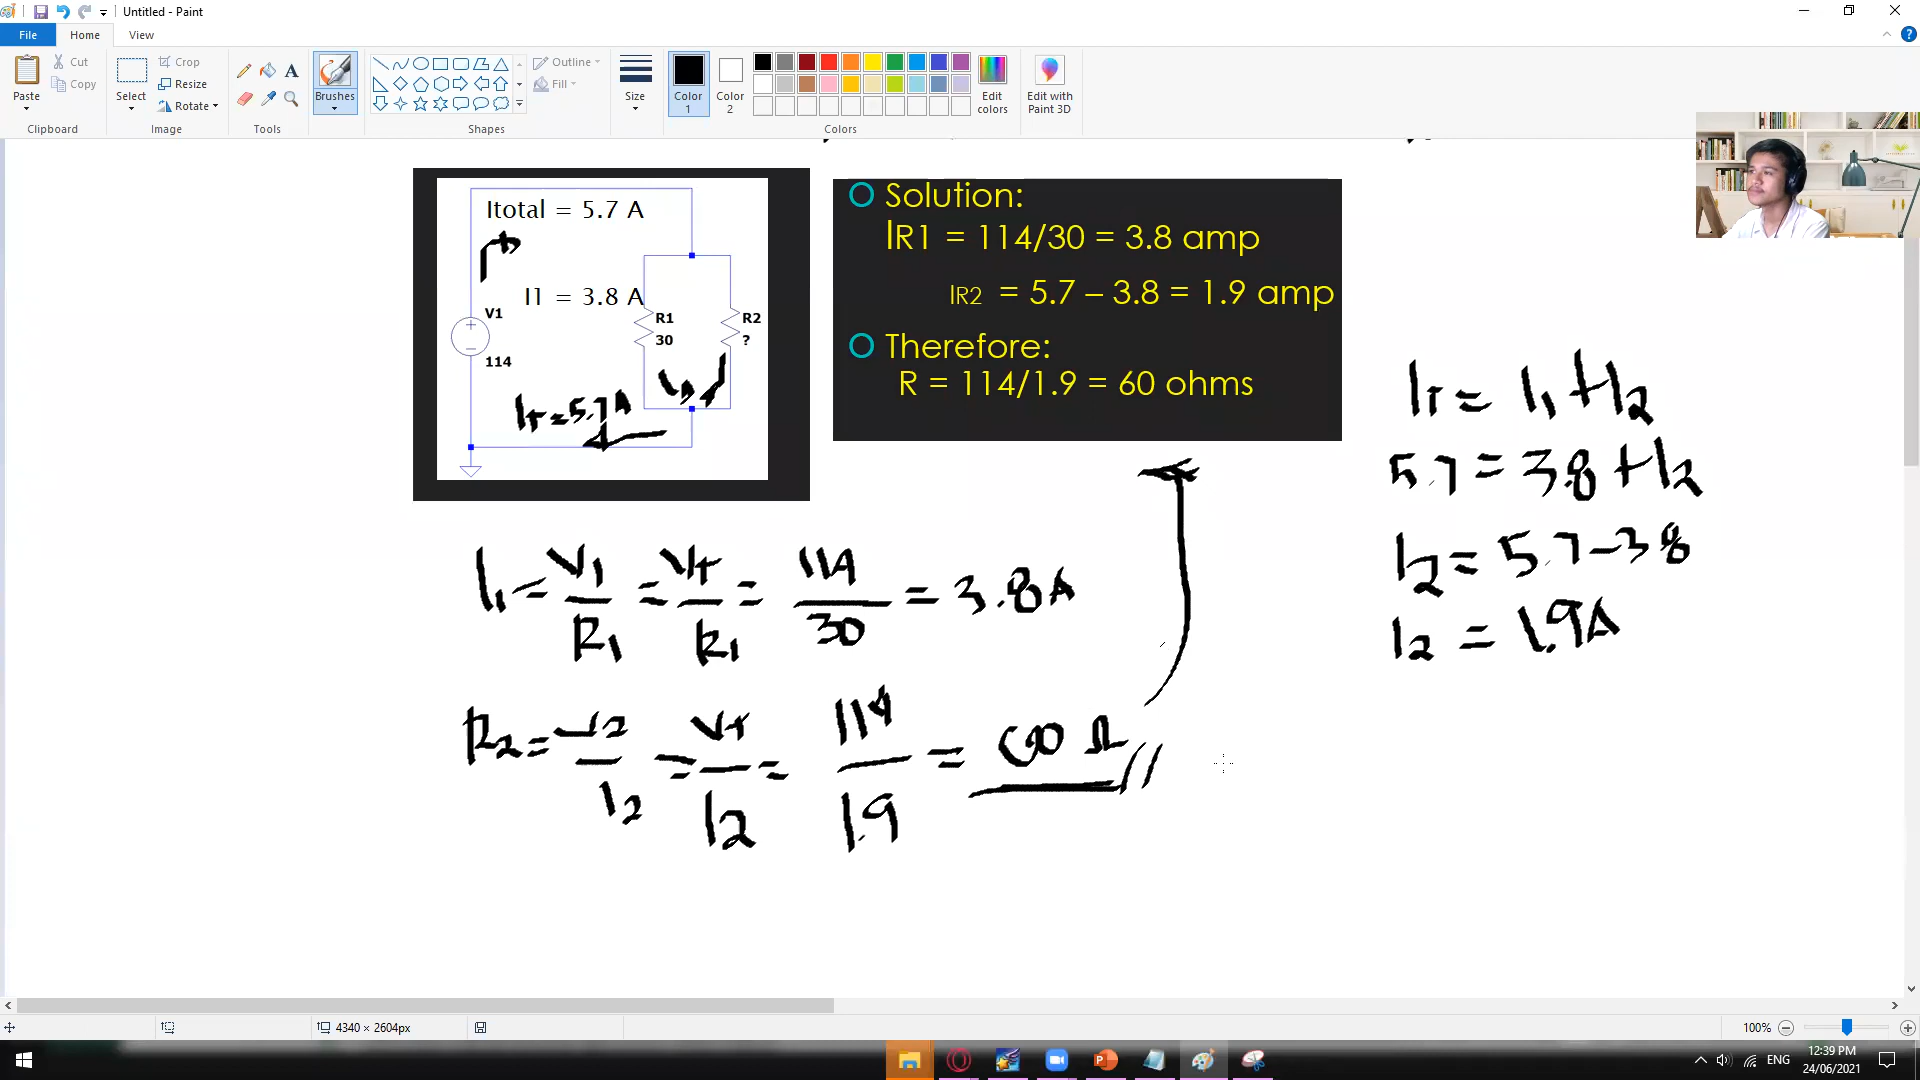 Untitled - Paint
File Home View
Paste Cut Copy Clipboard
Select Crop Resize Rotate Image
Tools
Brushes
Outline Fill Shapes
Size
Color 1 Color 2 Edit colors Colors
Edit with Paint 3D
Itotal = 5.7 A
I1 = 3.8 A
V1
114
R1
30
R2
?
IT = 5.7 A
Solution:
IR1 = 114/30 = 3.8 amp
IR2 = 5.7 – 3.8 = 1.9 amp
Therefore:
R = 114/1.9 = 60 ohms
IT = I1 + I2
5.7 = 3.8 + I2
I2 = 5.7 - 3.8
I2 = 1.9A
I1 = V1/R1 = VT/R1 = 114/30 = 3.8 A
R2 = V2/I2 = VT/I2 = 114/1.9 = 60 Ω //
4340 × 2604px
100%
ENG
12:39 PM
24/06/2021